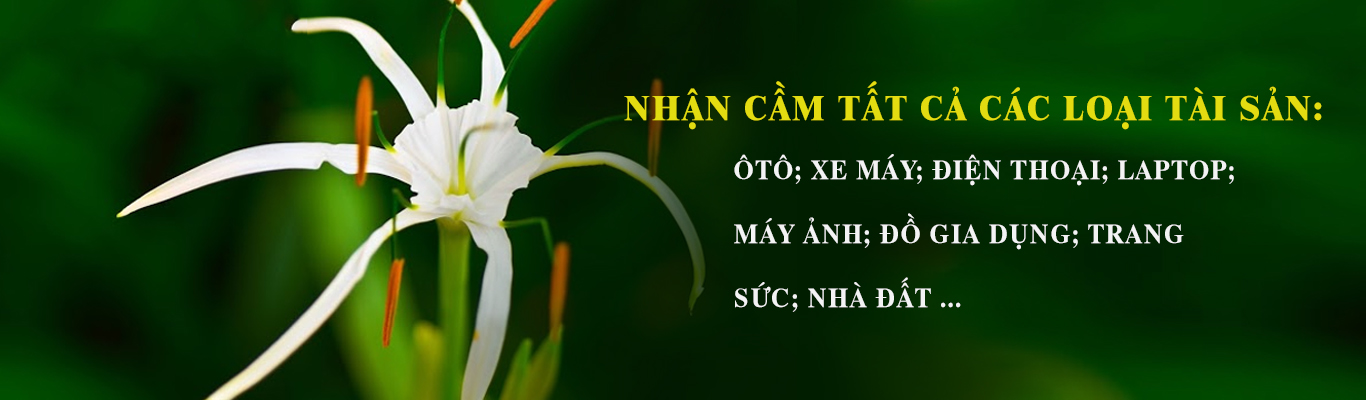 NHẬN CẦM TẤT CẢ CÁC LOẠI TÀI SẢN:
ÔTÔ; XE MÁY; ĐIỆN THOẠI; LAPTOP;
MÁY ẢNH; ĐỒ GIA DỤNG; TRANG
SỨC; NHÀ ĐẤT ...